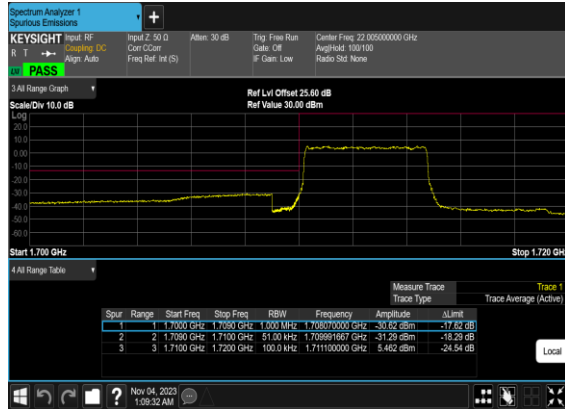 Spectrum Analyzer 1
Spurious Emissions
+
KEYSIGHT Input: RF Input Z: 50 Ω Atten: 30 dB Trig: Free Run Center Freq: 22.005000000 GHz
R T Coupling: DC Corr CCorr Gate: Off Avg|Hold: 100/100
Align: Auto Freq Ref: Int (S) IF Gain: Low Radio Std: None
LV PASS
3 All Range Graph Ref Lvl Offset 25.60 dB
Scale/Div 10.0 dB Ref Value 30.00 dBm
Log
20.0
10.0
0.00
-10.0
-20.0
-30.0
-40.0
-50.0
-60.0
Start 1.700 GHz Stop 1.720 GHz
4 All Range Table
Measure Trace Trace 1
Trace Type Trace Average (Active)
Spur Range Start Freq Stop Freq RBW Frequency Amplitude ΔLimit
1 1 1.7000 GHz 1.7090 GHz 1.000 MHz 1.708070000 GHz -30.62 dBm -17.62 dB
2 2 1.7090 GHz 1.7100 GHz 51.00 kHz 1.709991667 GHz -31.29 dBm -18.29 dB
3 3 1.7100 GHz 1.7200 GHz 100.0 kHz 1.711100000 GHz 5.462 dBm -24.54 dB
Local
? Nov 04, 2023
1:09:32 AM